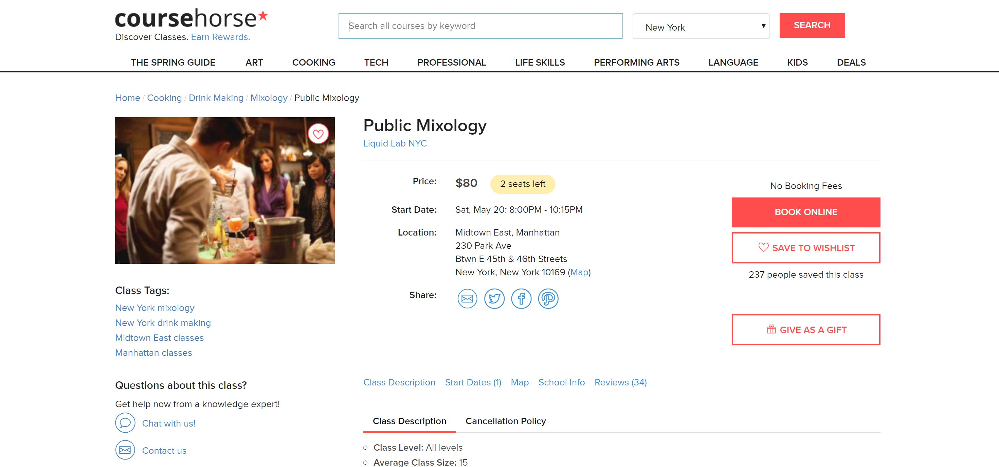 coursehorse
Discover Classes. Earn Rewards.
Search all courses by keyword
New York
SEARCH
THE SPRING GUIDE ART COOKING TECH PROFESSIONAL LIFE SKILLS PERFORMING ARTS LANGUAGE KIDS DEALS
Home / Cooking / Drink Making / Mixology / Public Mixology
Public Mixology
Liquid Lab NYC
Price: $80 2 seats left
Start Date: Sat, May 20: 8:00PM - 10:15PM
Location: Midtown East, Manhattan
230 Park Ave
Btwn E 45th & 46th Streets
New York, New York 10169 (Map)
Share:
No Booking Fees
BOOK ONLINE
SAVE TO WISHLIST
237 people saved this class
GIVE AS A GIFT
Class Tags:
New York mixology
New York drink making
Midtown East classes
Manhattan classes
Questions about this class?
Get help now from a knowledge expert!
Chat with us!
Contact us
Class Description Start Dates (1) Map School Info Reviews (34)
Class Description Cancellation Policy
Class Level: All levels
Average Class Size: 15